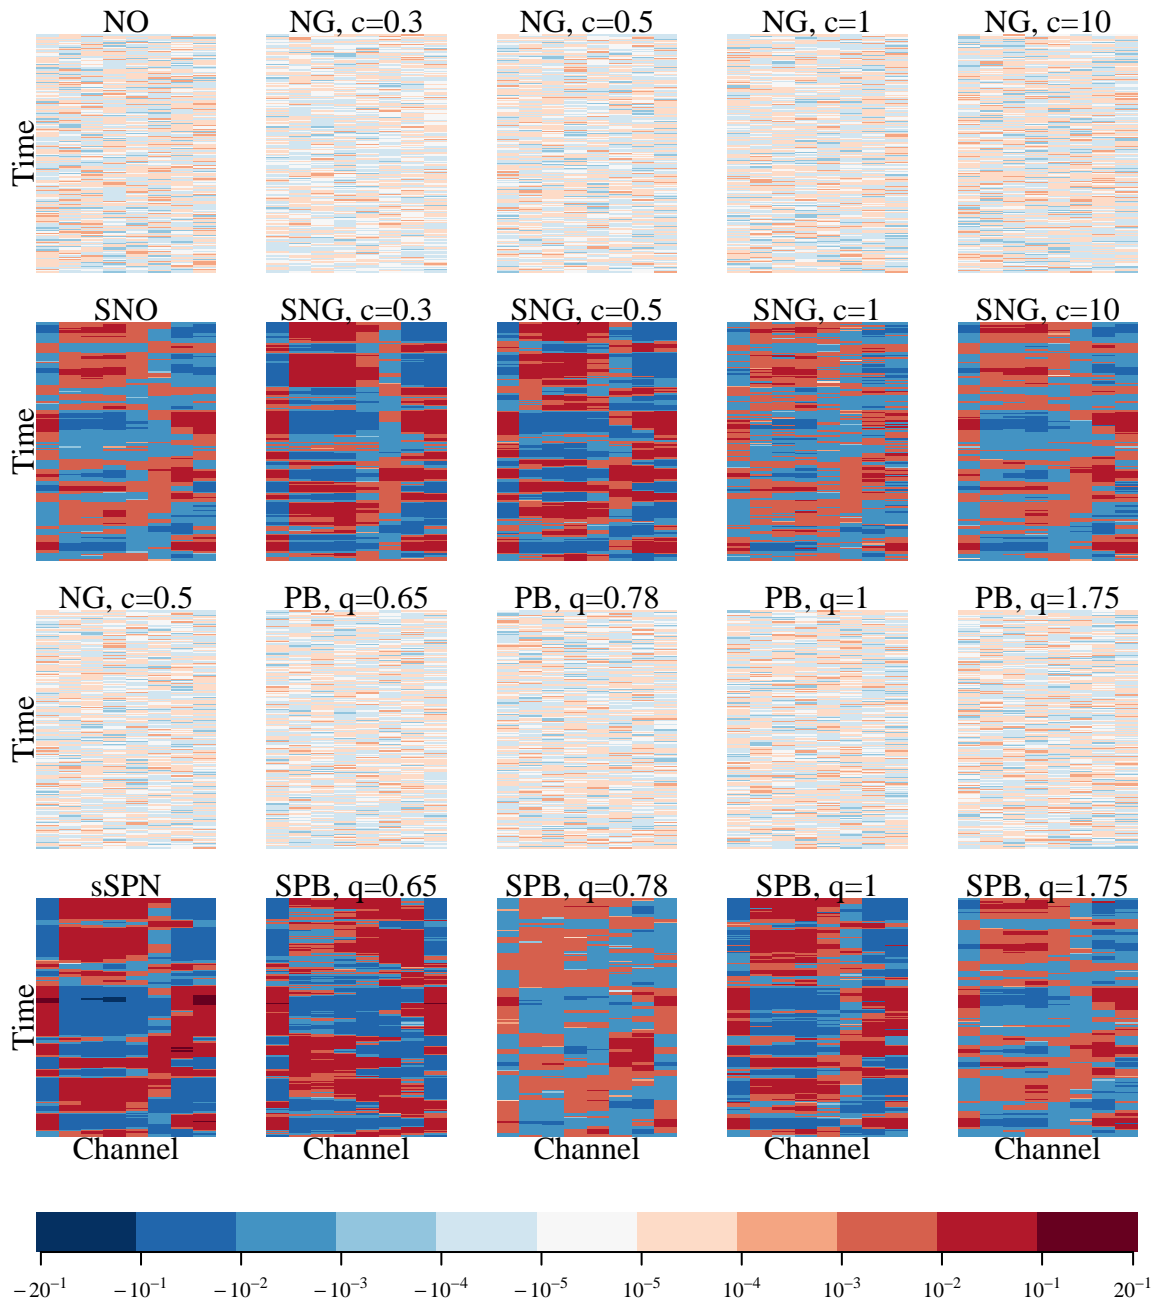 NO NG, c=0.3 NG, c=0.5 NG, c=1 NG, c=10
Time
SNO SNG, c=0.3 SNG, c=0.5 SNG, c=1 SNG, c=10
Time
NG, c=0.5 PB, q=0.65 PB, q=0.78 PB, q=1 PB, q=1.75
Time
sSPN SPB, q=0.65 SPB, q=0.78 SPB, q=1 SPB, q=1.75
Time
Channel Channel Channel Channel Channel
−20⁻¹ −10⁻¹ −10⁻² −10⁻³ −10⁻⁴ −10⁻⁵ 10⁻⁵ 10⁻⁴ 10⁻³ 10⁻² 10⁻¹ 20⁻¹